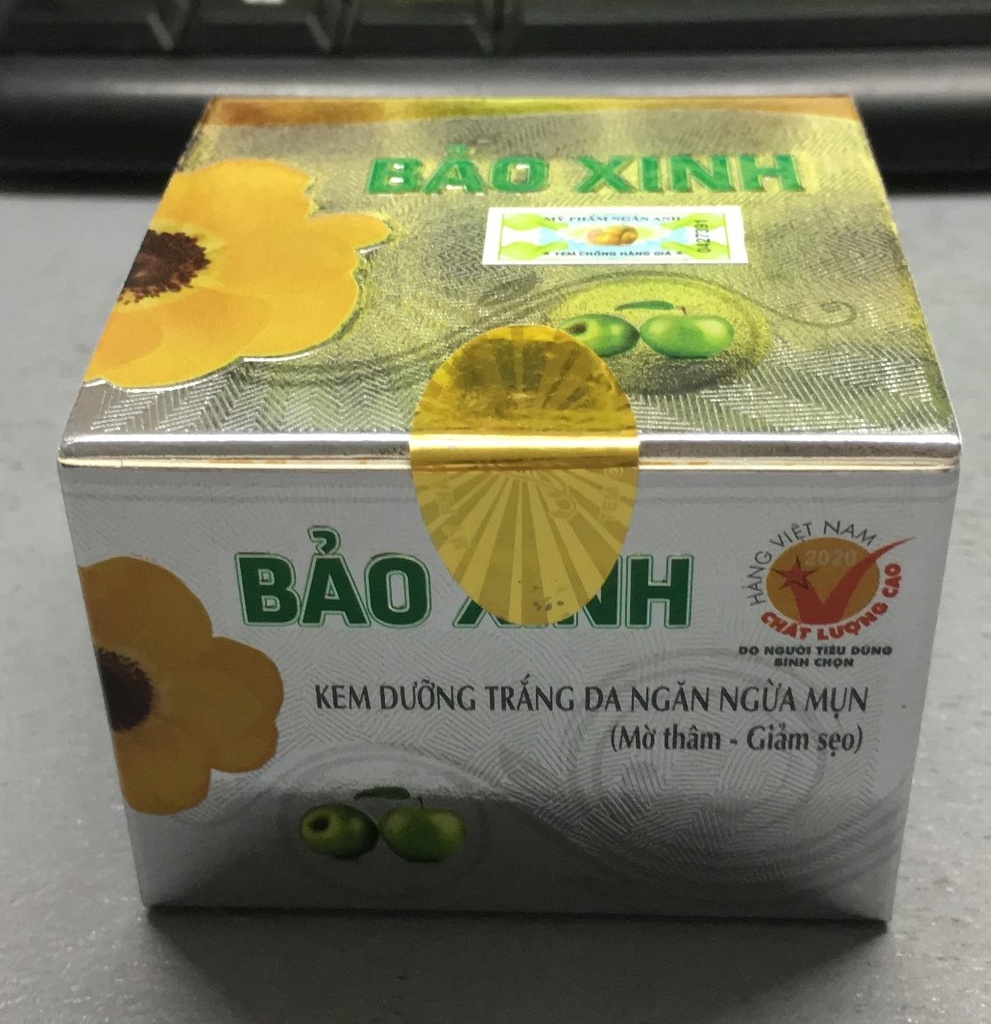 BẢO XINH
MỸ PHẨM NGÂN ANH
★ TEM CHỐNG HÀNG GIẢ ★
0427391
BẢO XINH
HÀNG VIỆT NAM
2020
CHẤT LƯỢNG CAO
DO NGƯỜI TIÊU DÙNG
BÌNH CHỌN
KEM DƯỠNG TRẮNG DA NGĂN NGỪA MỤN
(Mờ thâm - Giảm sẹo)